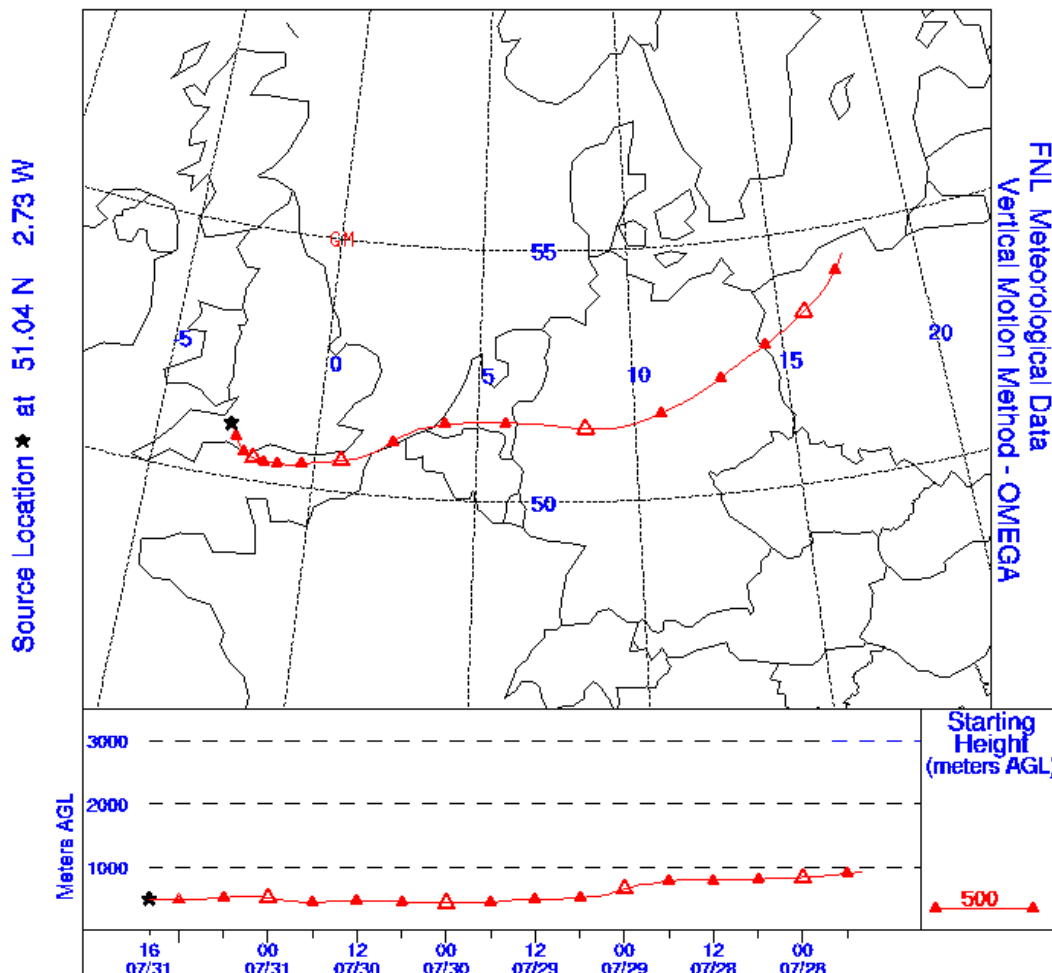 Source Location ★ at 51.04 N 2.73 W
FNL Meteorological Data
Vertical Motion Method - OMEGA
GM
55
-5
0
5
10
15
20
50
Meters AGL
3000
2000
1000
16 00 12 00 12 00 12 00
07/31 07/31 07/30 07/30 07/29 07/29 07/28 07/28
Starting
Height
(meters AGL)
500